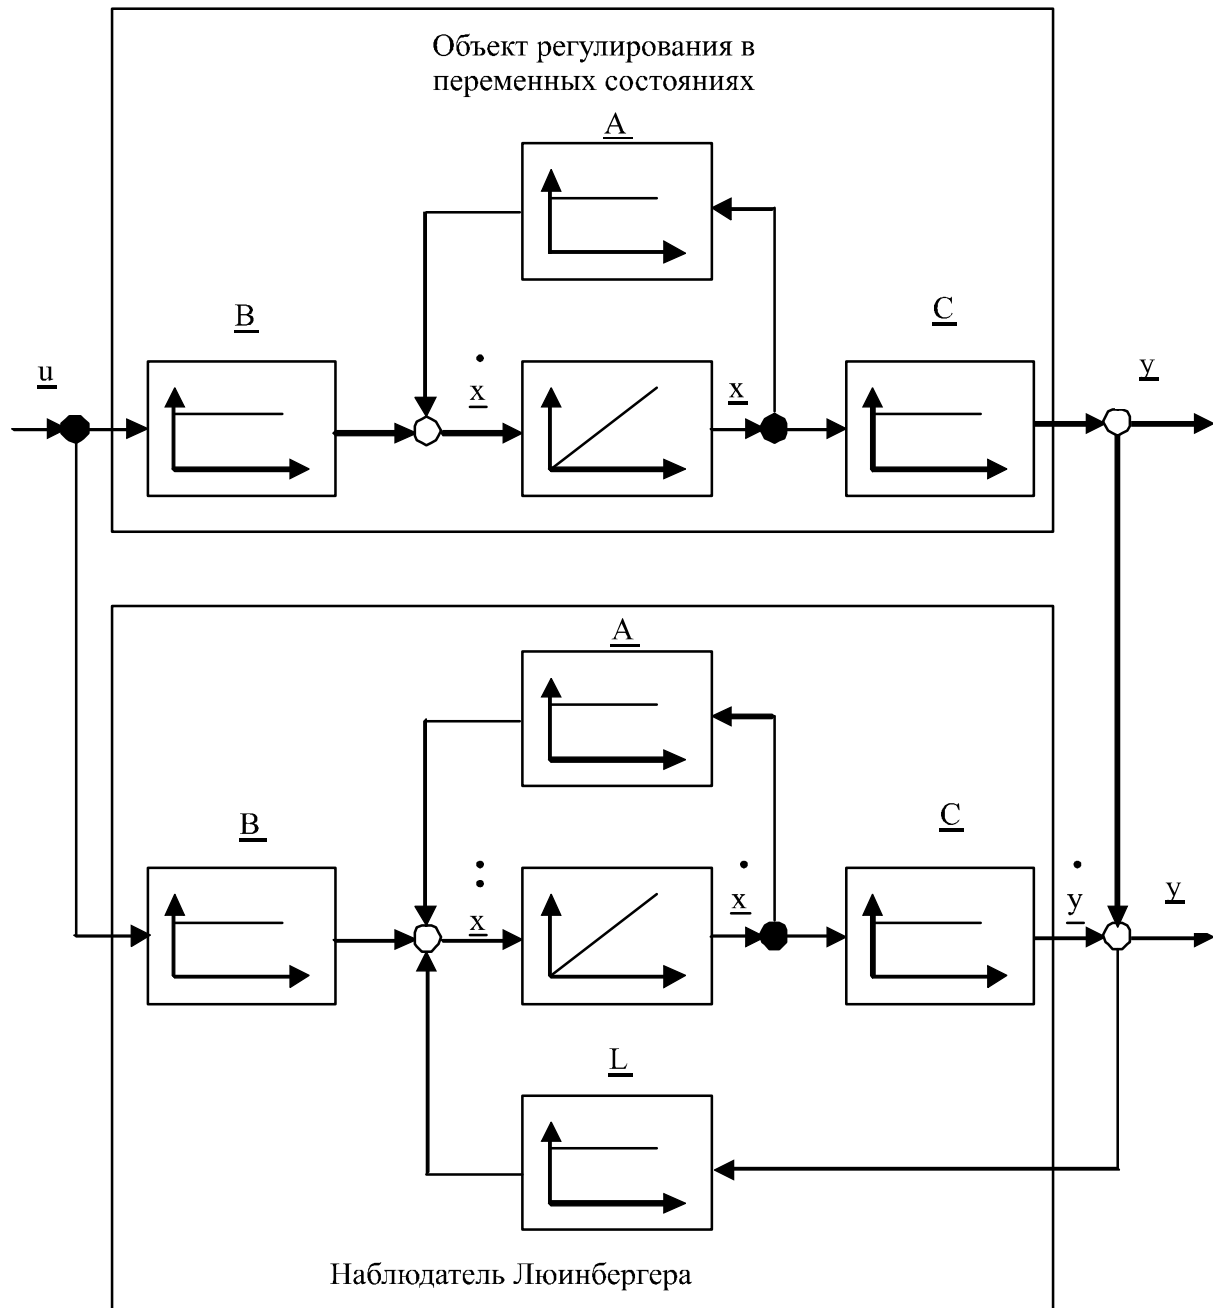 Объект регулирования в
переменных состояниях
A
B
C
u
ẋ
x
y
A
B
C
ẍ
ẋ
ẏ
y
L
Наблюдатель Люинбергера